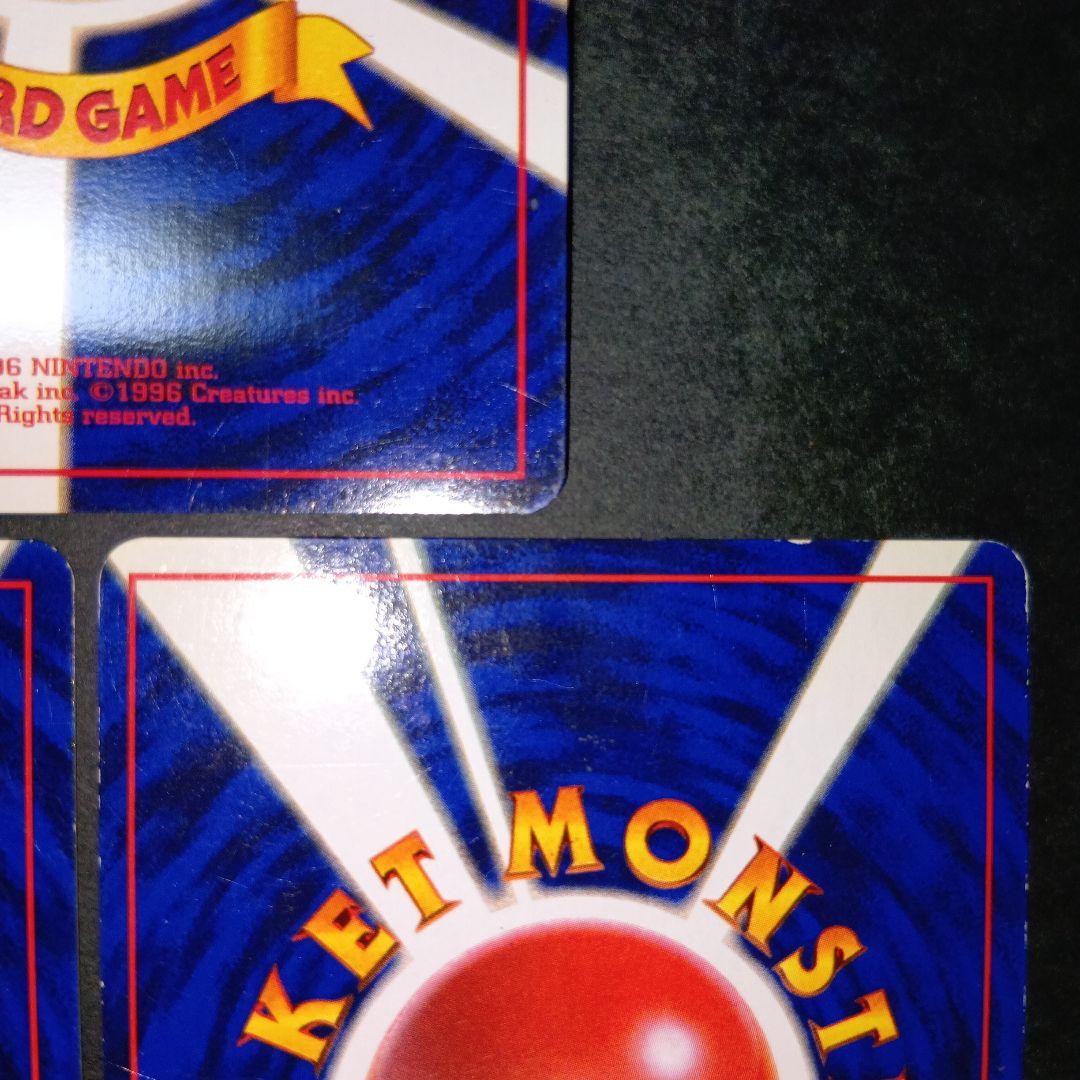 RD GAME
96 NINTENDO inc.
ak inc. ©1996 Creatures inc.
Rights reserved.
KET MONST